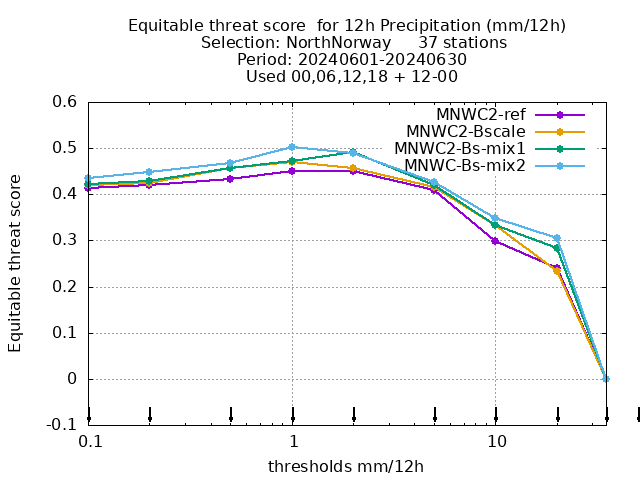 Equitable threat score  for 12h Precipitation (mm/12h)
Selection: NorthNorway     37 stations
Period: 20240601-20240630
Used 00,06,12,18 + 12-00
MNWC2-ref
MNWC2-Bscale
MNWC2-Bs-mix1
MNWC-Bs-mix2
Equitable threat score
0.6
0.5
0.4
0.3
0.2
0.1
0
-0.1
0.1 1 10
thresholds mm/12h